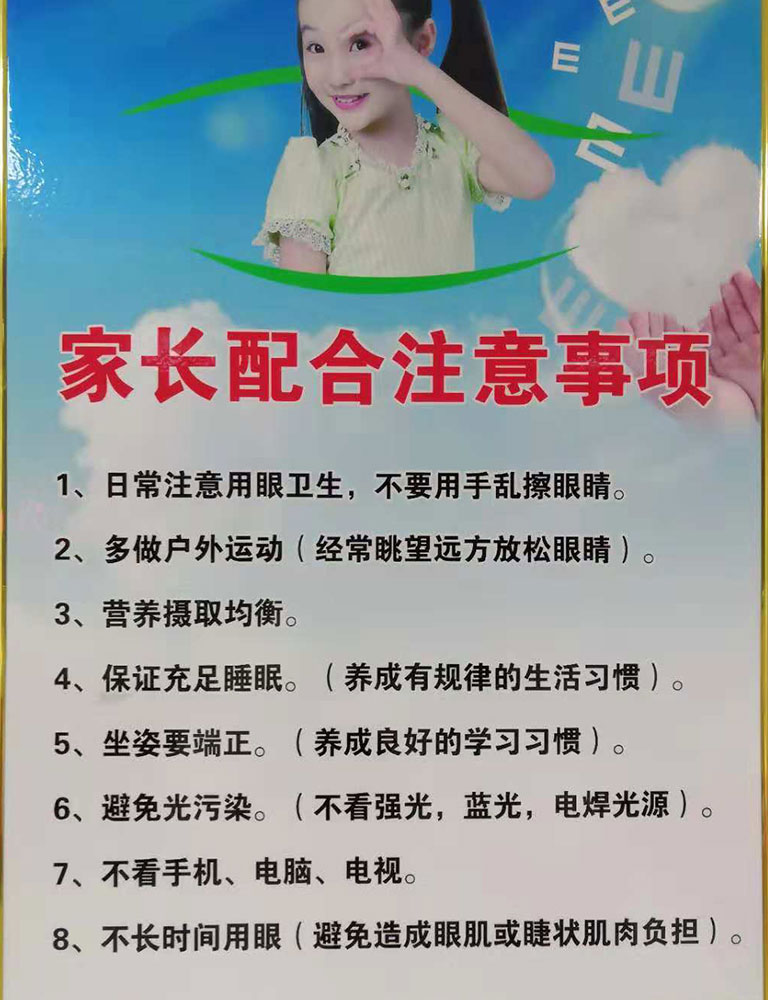 E
E
E
E
E
家长配合注意事项
1、日常注意用眼卫生，不要用手乱擦眼睛。
2、多做户外运动（经常眺望远方放松眼睛）。
3、营养摄取均衡。
4、保证充足睡眠。（养成有规律的生活习惯）。
5、坐姿要端正。（养成良好的学习习惯）。
6、避免光污染。（不看强光，蓝光，电焊光源）。
7、不看手机、电脑、电视。
8、不长时间用眼（避免造成眼肌或睫状肌肉负担）。